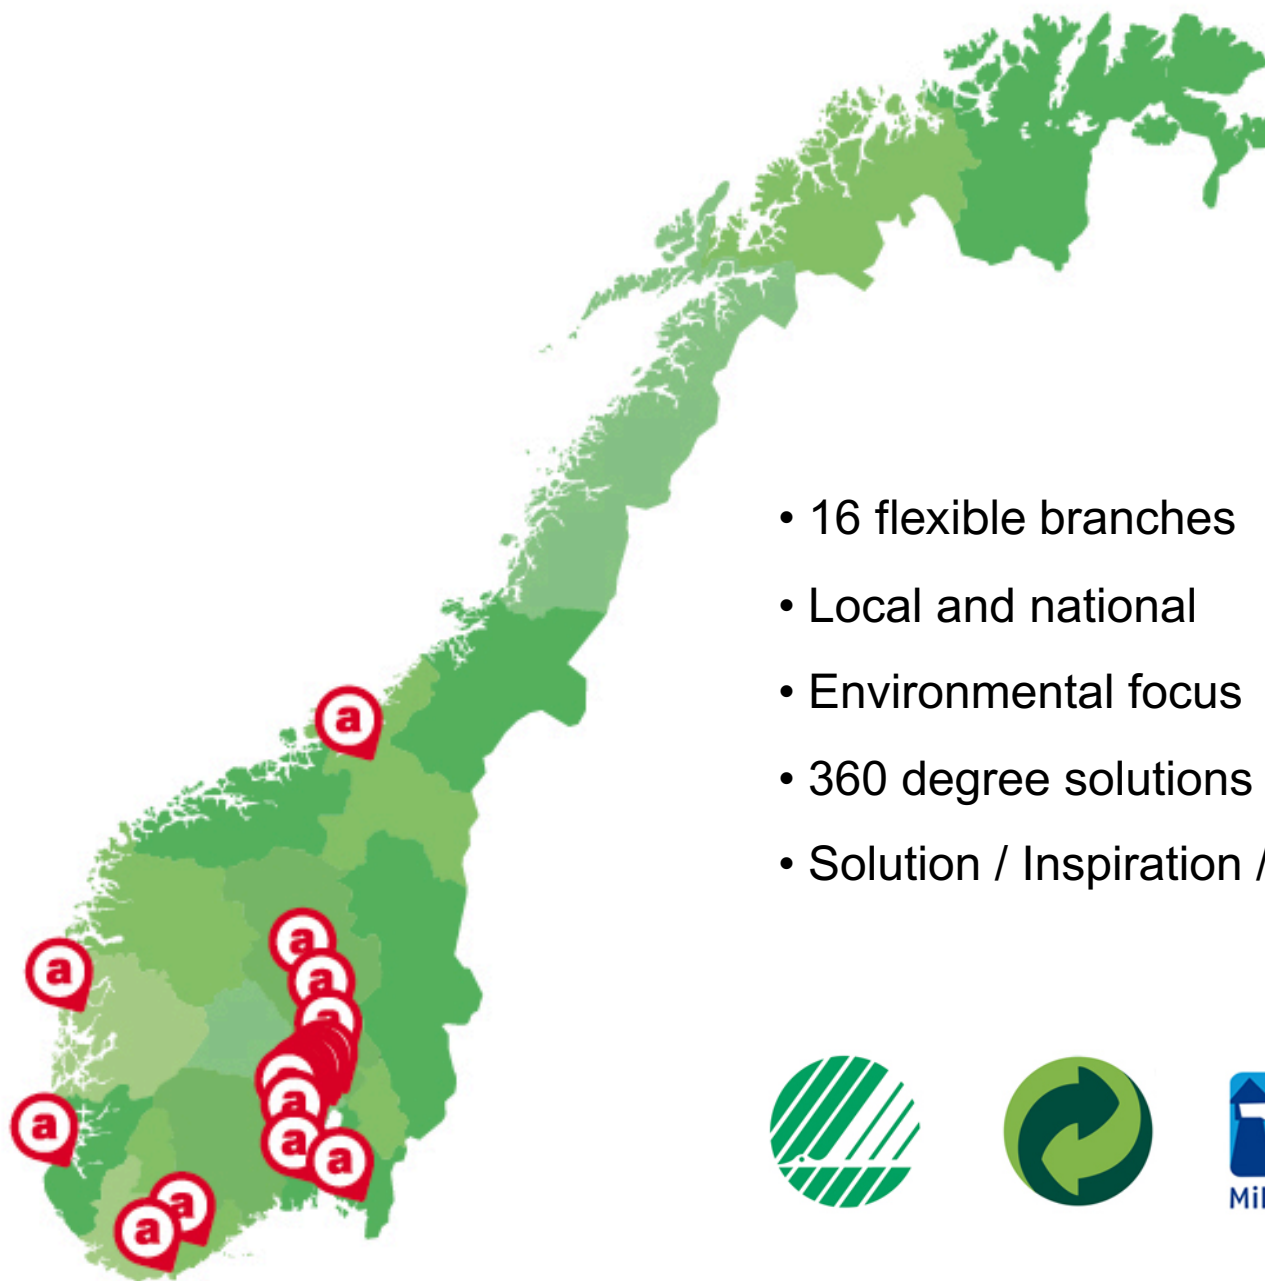 • 16 flexible branches
• Local and national
• Environmental focus
• 360 degree solutions
• Solution / Inspiration /
a
a
a
a
a
a
a
a
a
a
a
a